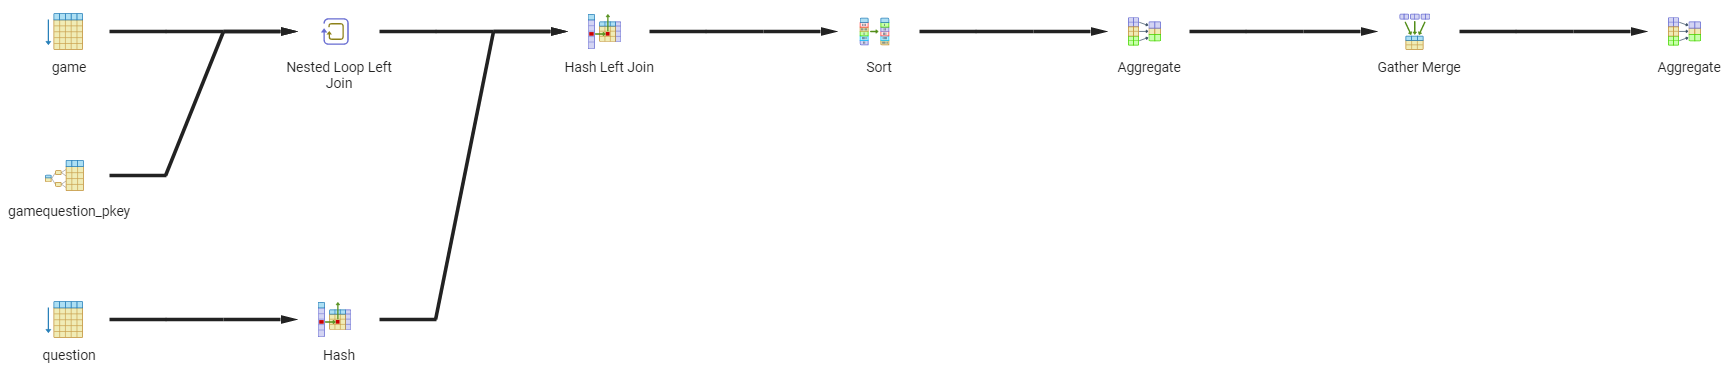 game
Nested Loop Left
Join
Hash Left Join
Sort
Aggregate
Gather Merge
Aggregate
gamequestion_pkey
question
Hash